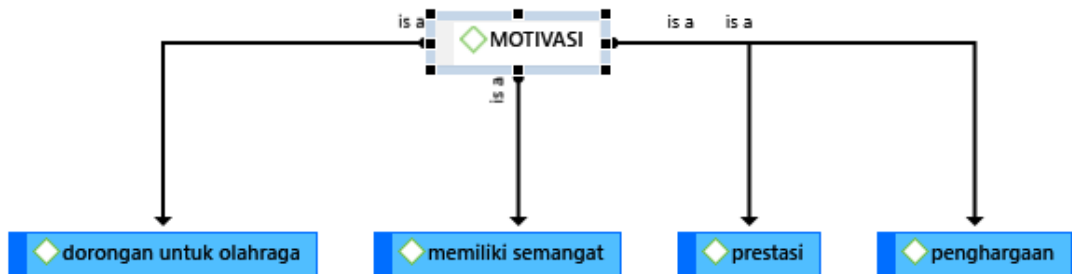 is a
is a
is a
MOTIVASI
is a
dorongan untuk olahraga
memiliki semangat
prestasi
penghargaan